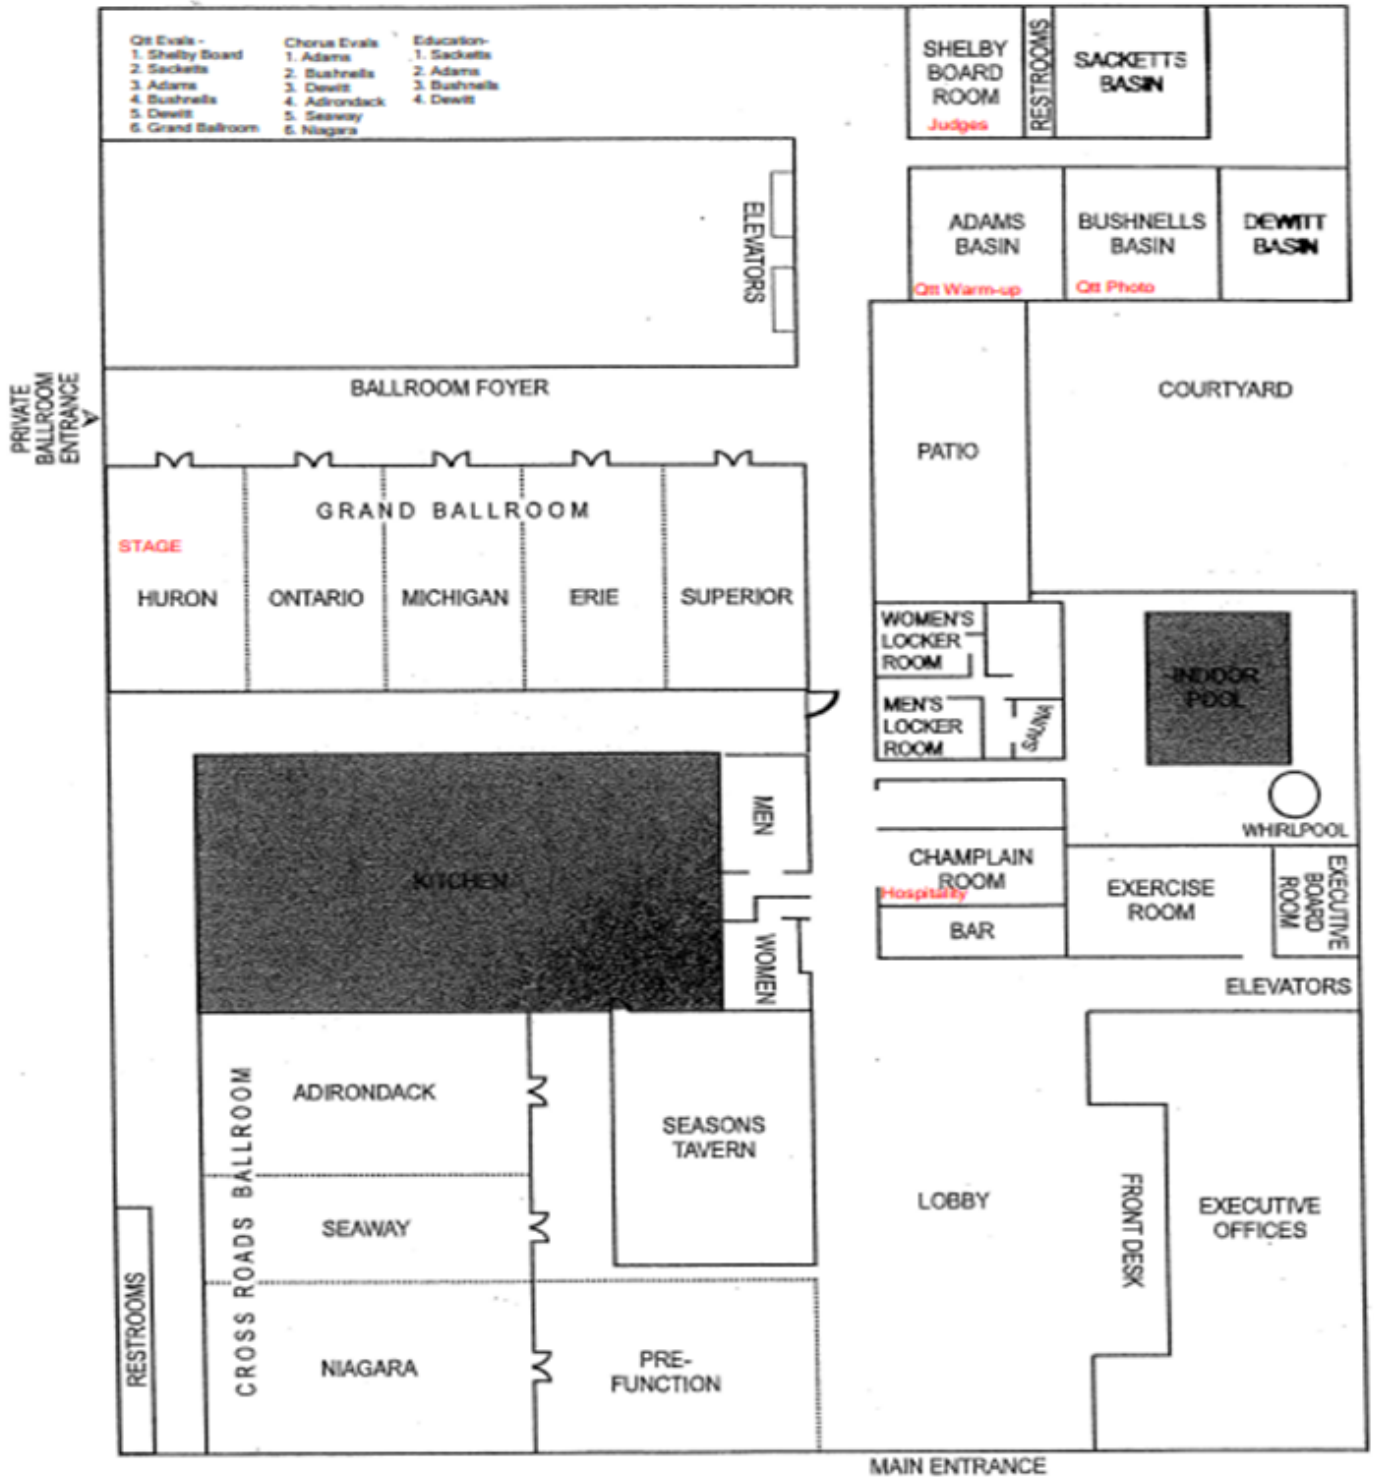 Qtt Evals -
1. Shelby Board
2. Sacketts
3. Adams
4. Bushnells
5. Dewitt
6. Grand Ballroom
Chorus Evals
1. Adams
2. Bushnells
3. Dewitt
4. Adirondack
5. Seaway
6. Niagara
Education-
1. Sacketts
2. Adams
3. Bushnells
4. Dewitt
SHELBY
BOARD
ROOM
Judges
RESTROOMS
SACKETTS
BASIN
ELEVATORS
ADAMS
BASIN
Qtt Warm-up
BUSHNELLS
BASIN
Qtt Photo
DEWITT
BASIN
PRIVATE
BALLROOM
ENTRANCE
BALLROOM FOYER
PATIO
COURTYARD
GRAND BALLROOM
STAGE
HURON
ONTARIO
MICHIGAN
ERIE
SUPERIOR
WOMEN'S
LOCKER
ROOM
MEN'S
LOCKER
ROOM
SAUNA
INDOOR
POOL
WHIRLPOOL
KITCHEN
MEN
WOMEN
CHAMPLAIN
ROOM
Hospitality
BAR
EXERCISE
ROOM
EXECUTIVE
BOARD
ROOM
ELEVATORS
CROSS ROADS BALLROOM
ADIRONDACK
SEAWAY
NIAGARA
SEASONS
TAVERN
LOBBY
FRONT DESK
EXECUTIVE
OFFICES
RESTROOMS
PRE-
FUNCTION
MAIN ENTRANCE